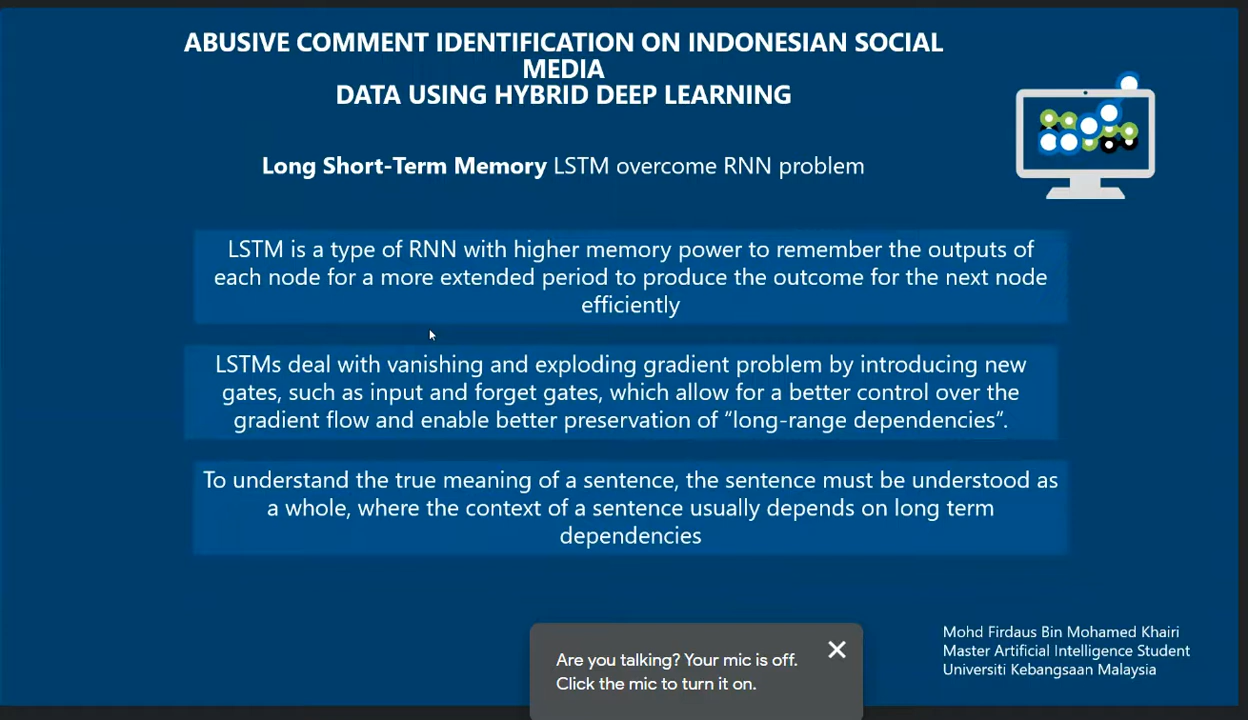 ABUSIVE COMMENT IDENTIFICATION ON INDONESIAN SOCIAL
MEDIA
DATA USING HYBRID DEEP LEARNING
Long Short-Term Memory LSTM overcome RNN problem
LSTM is a type of RNN with higher memory power to remember the outputs of
each node for a more extended period to produce the outcome for the next node
efficiently
LSTMs deal with vanishing and exploding gradient problem by introducing new
gates, such as input and forget gates, which allow for a better control over the
gradient flow and enable better preservation of “long-range dependencies“.
To understand the true meaning of a sentence, the sentence must be understood as
a whole, where the context of a sentence usually depends on long term
dependencies
Are you talking? Your mic is off.
Click the mic to turn it on.
Mohd Firdaus Bin Mohamed Khairi
Master Artificial Intelligence Student
Universiti Kebangsaan Malaysia